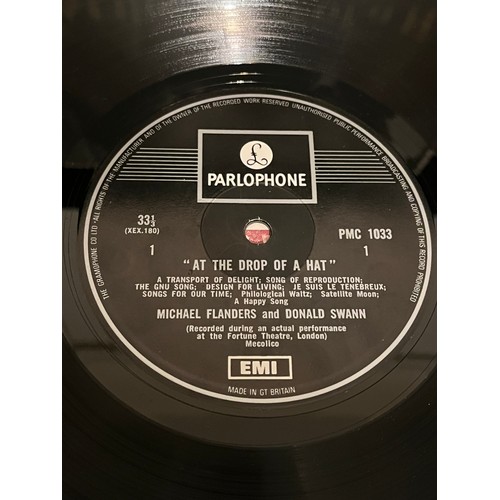 THE GRAMOPHONE CO LTD · ALL RIGHTS OF THE MANUFACTURER AND OF THE OWNER OF THE RECORDED WORK RESERVED UNAUTHORISED PUBLIC PERFORMANCE BROADCASTING AND COPYING OF THIS RECORD PROHIBITED
£
PARLOPHONE
33⅓ PMC 1033
(XEX.180)
1 1
"AT THE DROP OF A HAT"
A TRANSPORT OF DELIGHT; SONG OF REPRODUCTION;
THE GNU SONG; DESIGN FOR LIVING; JE SUIS LE TENEBREUX;
SONGS FOR OUR TIME; Philological Waltz; Satellite Moon;
A Happy Song
MICHAEL FLANDERS and DONALD SWANN
(Recorded during an actual performance
at the Fortune Theatre, London)
Mecolico
EMI
MADE IN GT BRITAIN